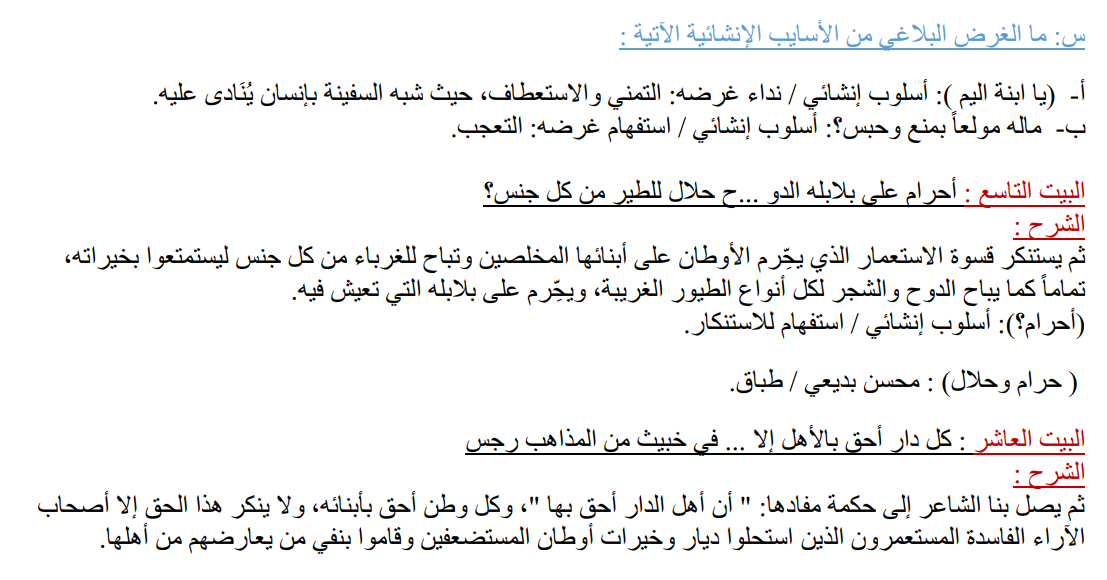 س: ما الغرض البلاغي من الأسايب الإنشائية الآتية :
أ- (يا ابنة اليم ): أسلوب إنشائي / نداء غرضه: التمني والاستعطاف، حيث شبه السفينة بإنسان يُنَادى عليه.
ب- ماله مولعاً بمنع وحبس؟: أسلوب إنشائي / استفهام غرضه: التعجب.
البيت التاسع : أحرام على بلابله الدو ...ح حلال للطير من كل جنس؟
الشرح :
ثم يستنكر قسوة الاستعمار الذي يحِّرم الأوطان على أبنائها المخلصين وتباح للغرباء من كل جنس ليستمتعوا بخيراته،
تماماً كما يباح الدوح والشجر لكل أنواع الطيور الغريبة، ويحّرم على بلابله التي تعيش فيه.
(أحرام؟): أسلوب إنشائي / استفهام للاستنكار.
( حرام وحلال) : محسن بديعي / طباق.
البيت العاشر : كل دار أحق بالأهل إلا ... في خبيث من المذاهب رجس
الشرح :
ثم يصل بنا الشاعر إلى حكمة مفادها: " أن أهل الدار أحق بها "، وكل وطن أحق بأبنائه، ولا ينكر هذا الحق إلا أصحاب
الآراء الفاسدة المستعمرون الذين استحلوا ديار وخيرات أوطان المستضعفين وقاموا بنفي من يعارضهم من أهلها.